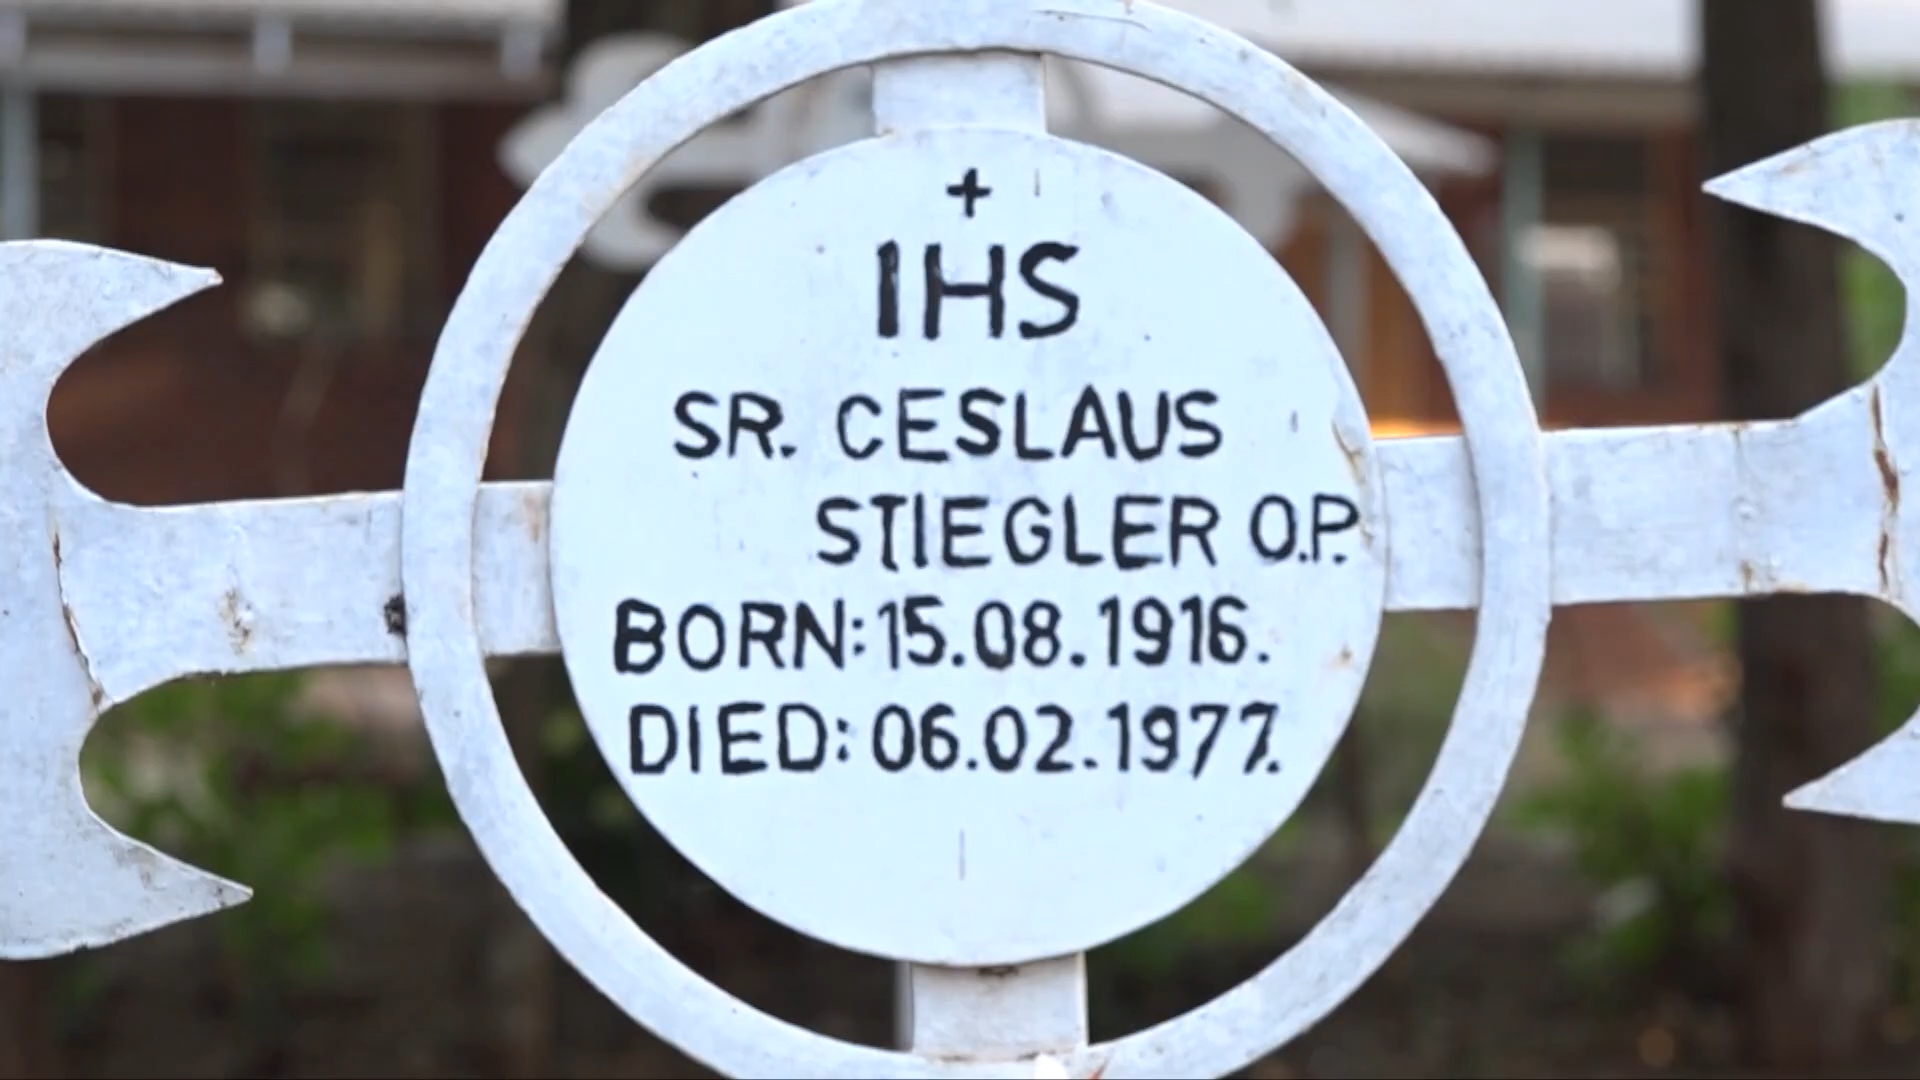 +
IHS
SR. CESLAUS
STIEGLER O.P.
BORN: 15.08.1916.
DIED: 06.02.1977.